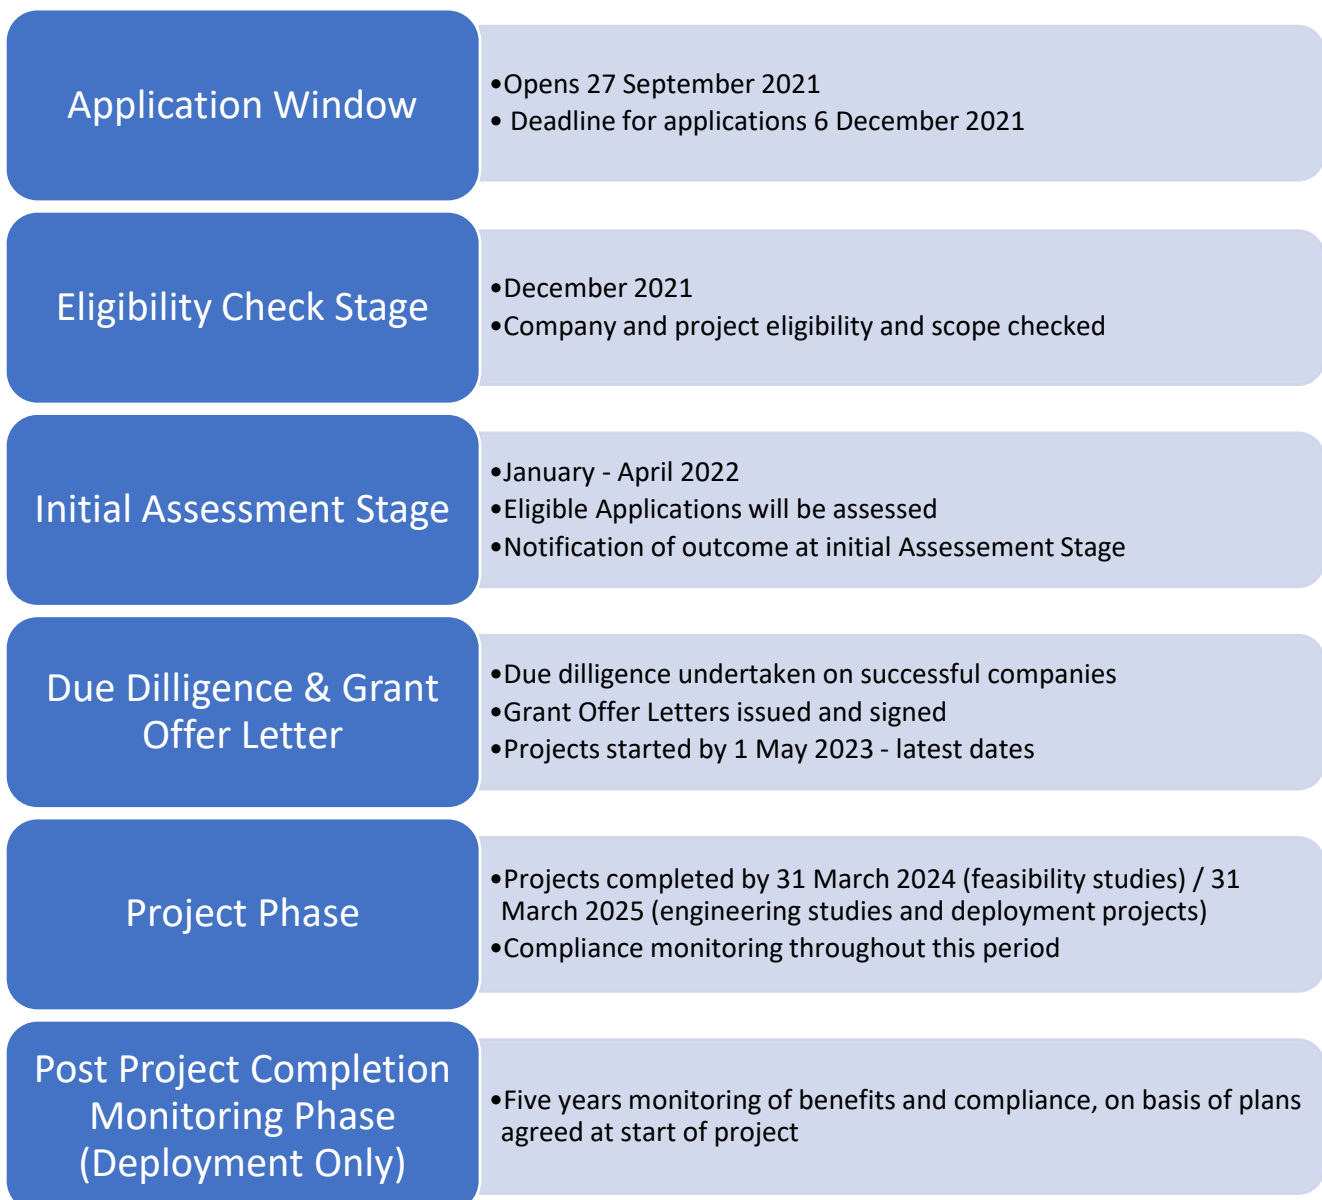 Application Window
•Opens 27 September 2021
• Deadline for applications 6 December 2021
Eligibility Check Stage
•December 2021
•Company and project eligibility and scope checked
Initial Assessment Stage
•January - April 2022
•Eligible Applications will be assessed
•Notification of outcome at initial Assessement Stage
Due Dilligence & Grant
Offer Letter
•Due dilligence undertaken on successful companies
•Grant Offer Letters issued and signed
•Projects started by 1 May 2023 - latest dates
Project Phase
•Projects completed by 31 March 2024 (feasibility studies) / 31
March 2025 (engineering studies and deployment projects)
•Compliance monitoring throughout this period
Post Project Completion
Monitoring Phase
(Deployment Only)
•Five years monitoring of benefits and compliance, on basis of plans
agreed at start of project